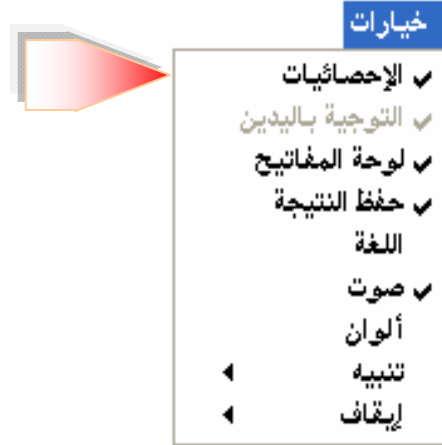 خيارات
الإحصائيات
التوجية باليدين
لوحة المفاتيح
حفظ النتيجة
اللغة
صوت
ألوان
تنبيه
إيقاف